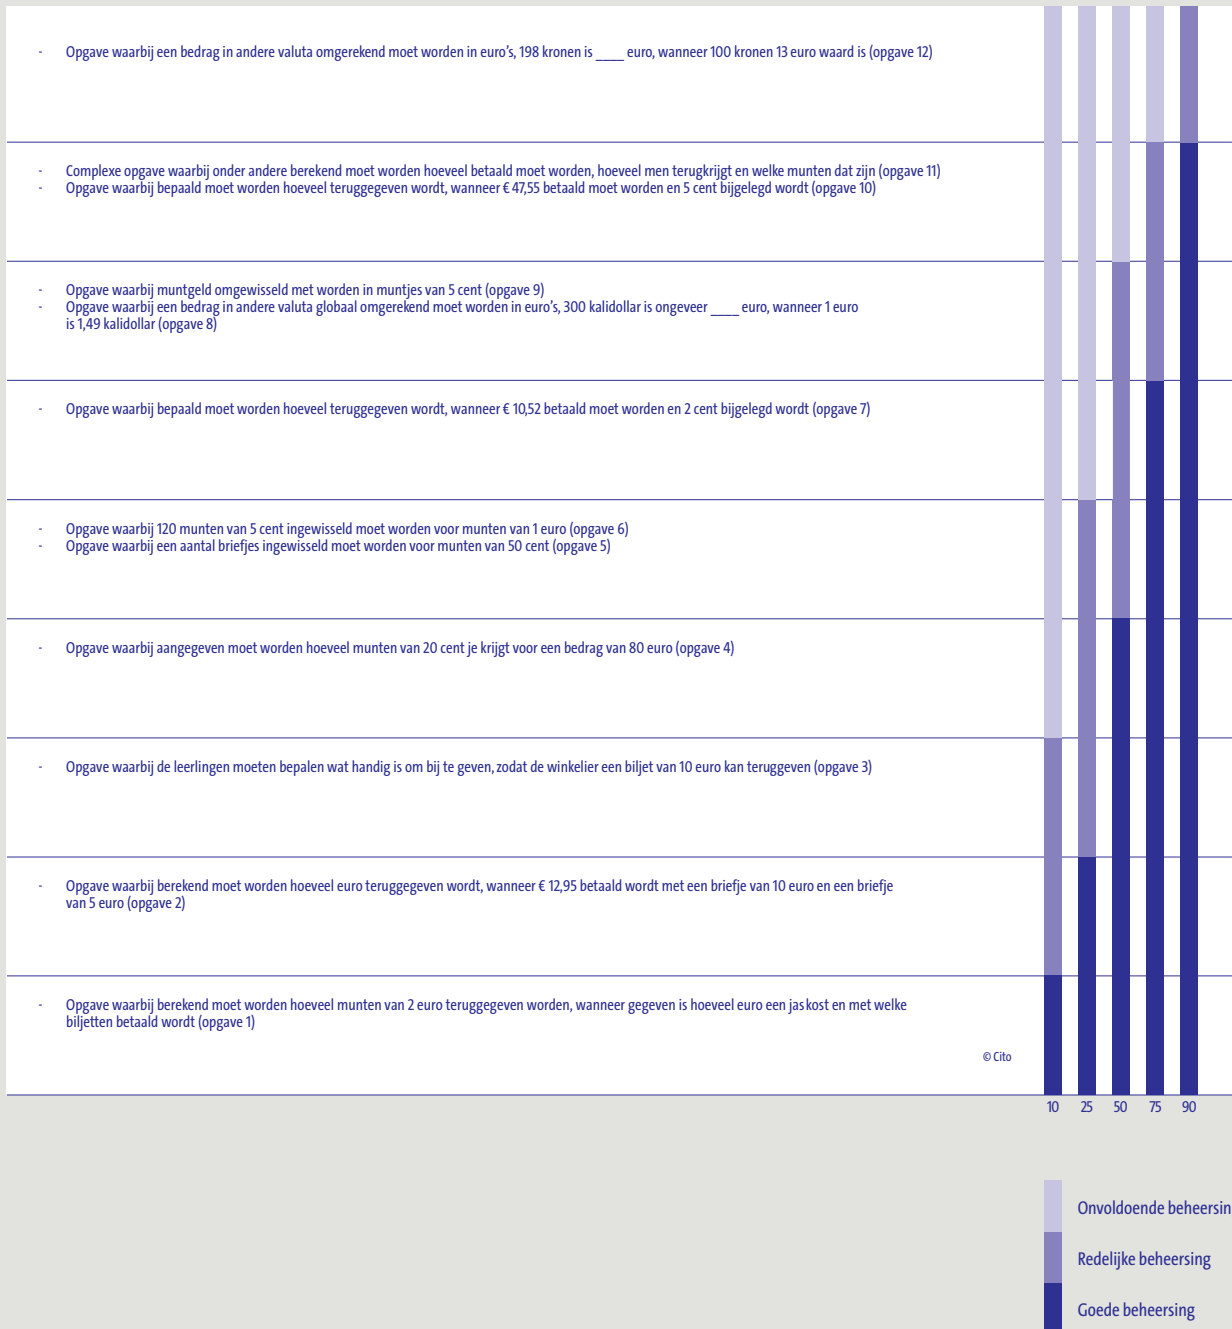 - Opgave waarbij een bedrag in andere valuta omgerekend moet worden in euro's, 198 kronen is ____ euro, wanneer 100 kronen 13 euro waard is (opgave 12)
- Complexe opgave waarbij onder andere berekend moet worden hoeveel betaald moet worden, hoeveel men terugkrijgt en welke munten dat zijn (opgave 11)
- Opgave waarbij bepaald moet worden hoeveel teruggegeven wordt, wanneer € 47,55 betaald moet worden en 5 cent bijgelegd wordt (opgave 10)
- Opgave waarbij muntgeld omgewisseld met worden in muntjes van 5 cent (opgave 9)
- Opgave waarbij een bedrag in andere valuta globaal omgerekend moet worden in euro's, 300 kalidollar is ongeveer ____ euro, wanneer 1 euro
is 1,49 kalidollar (opgave 8)
- Opgave waarbij bepaald moet worden hoeveel teruggegeven wordt, wanneer € 10,52 betaald moet worden en 2 cent bijgelegd wordt (opgave 7)
- Opgave waarbij 120 munten van 5 cent ingewisseld moet worden voor munten van 1 euro (opgave 6)
- Opgave waarbij een aantal briefjes ingewisseld moet worden voor munten van 50 cent (opgave 5)
- Opgave waarbij aangegeven moet worden hoeveel munten van 20 cent je krijgt voor een bedrag van 80 euro (opgave 4)
- Opgave waarbij de leerlingen moeten bepalen wat handig is om bij te geven, zodat de winkelier een biljet van 10 euro kan teruggeven (opgave 3)
- Opgave waarbij berekend moet worden hoeveel euro teruggegeven wordt, wanneer € 12,95 betaald wordt met een briefje van 10 euro en een briefje
van 5 euro (opgave 2)
- Opgave waarbij berekend moet worden hoeveel munten van 2 euro teruggegeven worden, wanneer gegeven is hoeveel euro een jas kost en met welke
biljetten betaald wordt (opgave 1)
© Cito
10 25 50 75 90
Onvoldoende beheersin
Redelijke beheersing
Goede beheersing